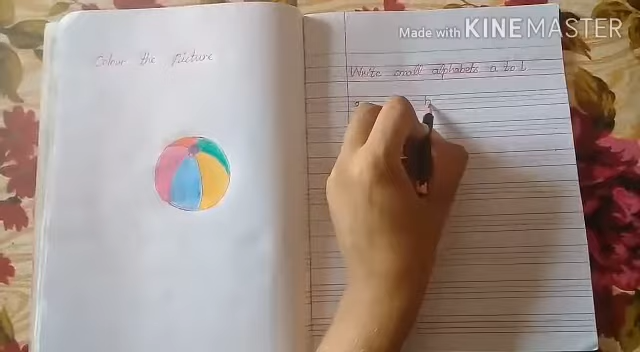 Made with KINEMASTER
Colour the Picture
Write small alphabets a to b
a b